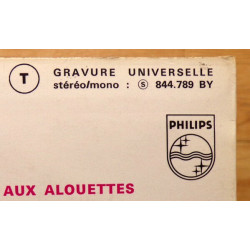 T GRAVURE UNIVERSELLE
stéréo/mono : S 844.789 BY
PHILIPS
AUX ALOUETTES